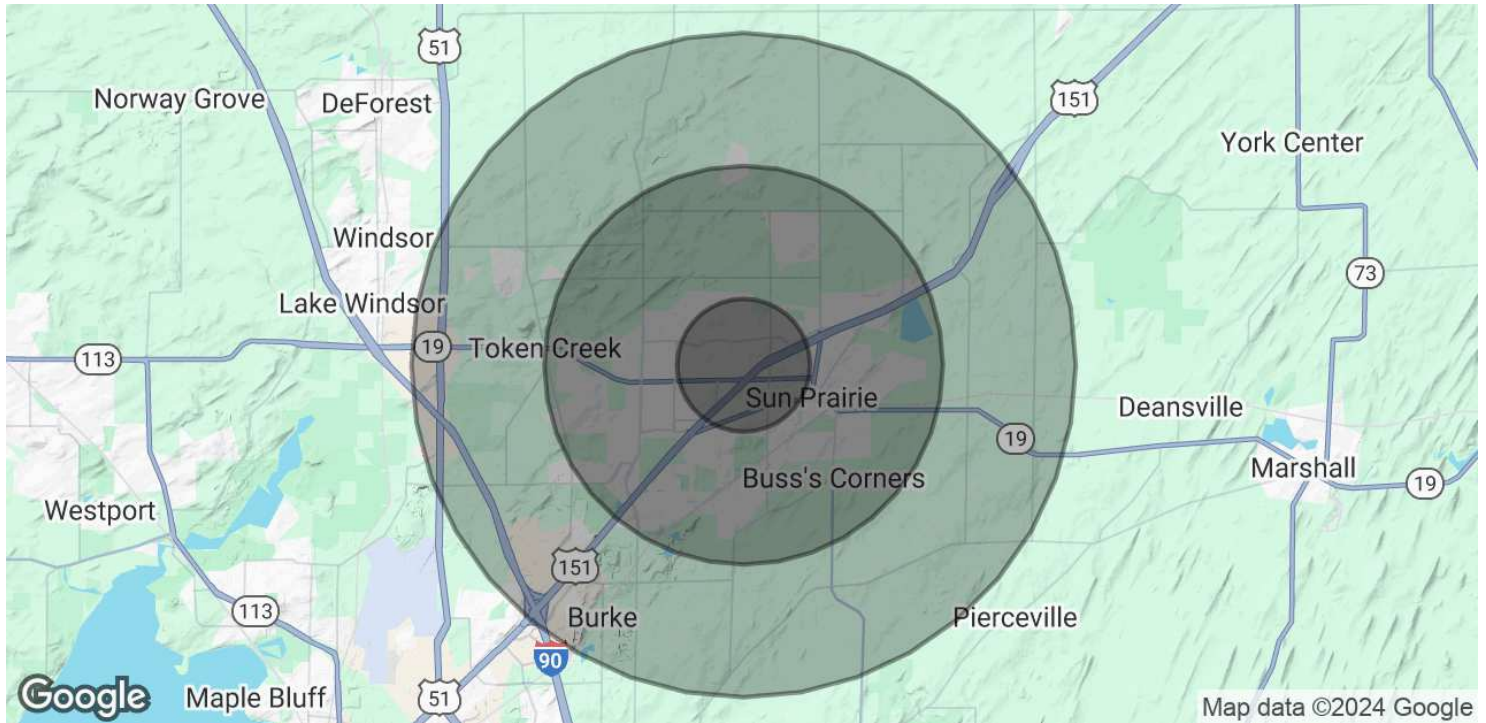 51
Norway Grove
DeForest
151
York Center
Windsor
73
Lake Windsor
113
19
Token Creek
Sun Prairie
Deansville
19
Marshall
19
Buss's Corners
Westport
151
113
Burke
Pierceville
90
Maple Bluff
51
Google
Map data ©2024 Google